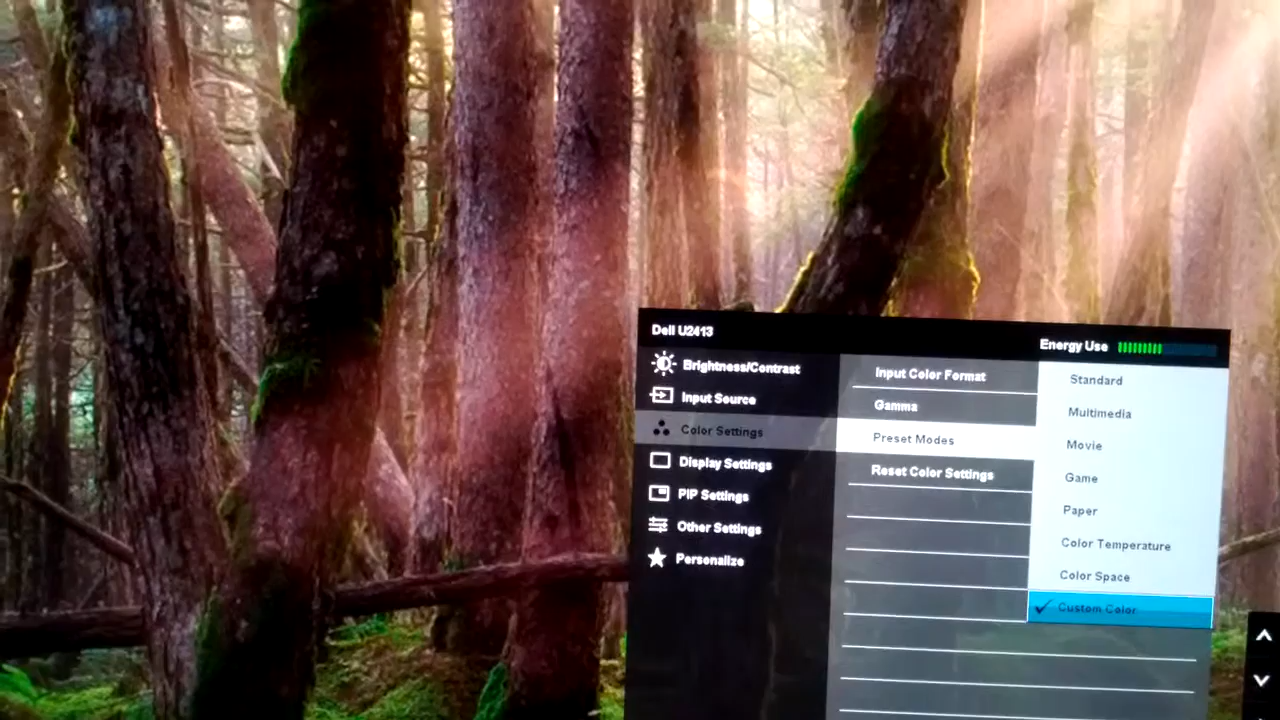 Dell U2413
Energy Use
Brightness/Contrast
Input Source
Color Settings
Display Settings
PIP Settings
Other Settings
Personalize
Input Color Format
Gamma
Preset Modes
Reset Color Settings
Standard
Multimedia
Movie
Game
Paper
Color Temperature
Color Space
Custom Color